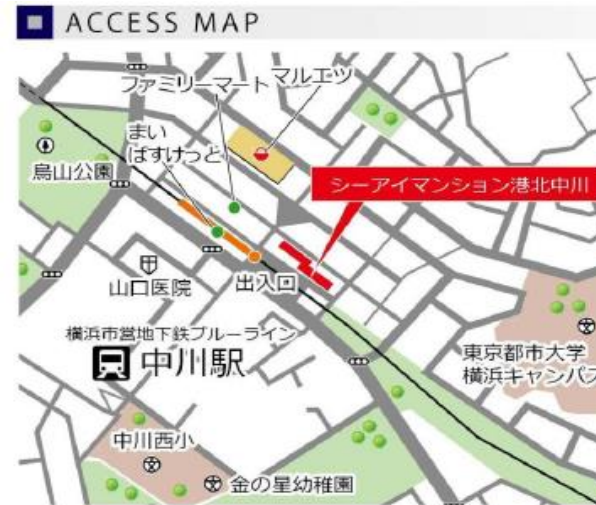 ACCESS MAP
ファミリーマート
マルエツ
まい
ばすけっと
烏山公園
シーアイマンション港北中川
山口医院
出入口
横浜市営地下鉄ブルーライン
中川駅
東京都市大学
横浜キャンパス
中川西小
金の星幼稚園